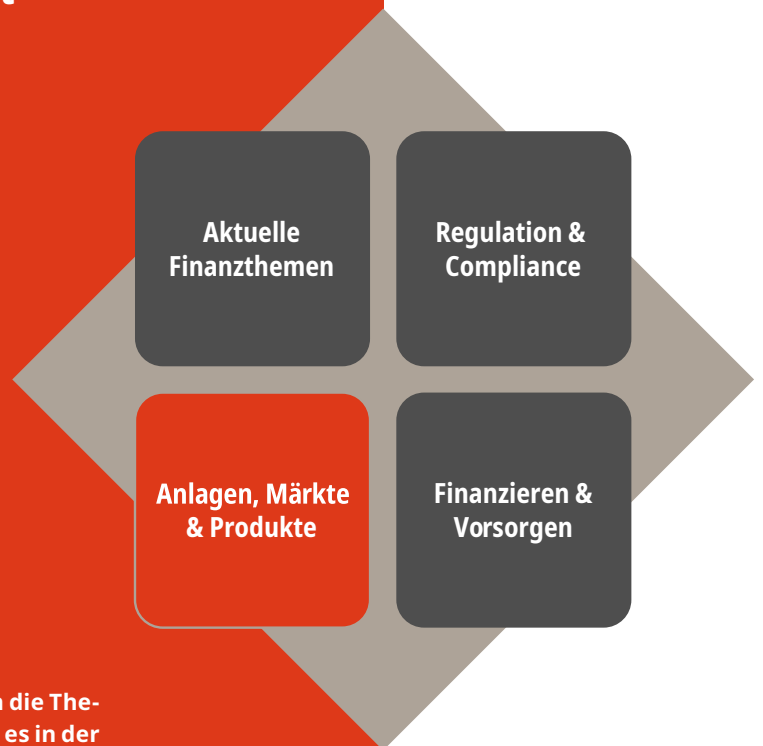 Aktuelle
Finanzthemen
Regulation &
Compliance
Anlagen, Märkte
& Produkte
Finanzieren &
Vorsorgen
die The-
es in der